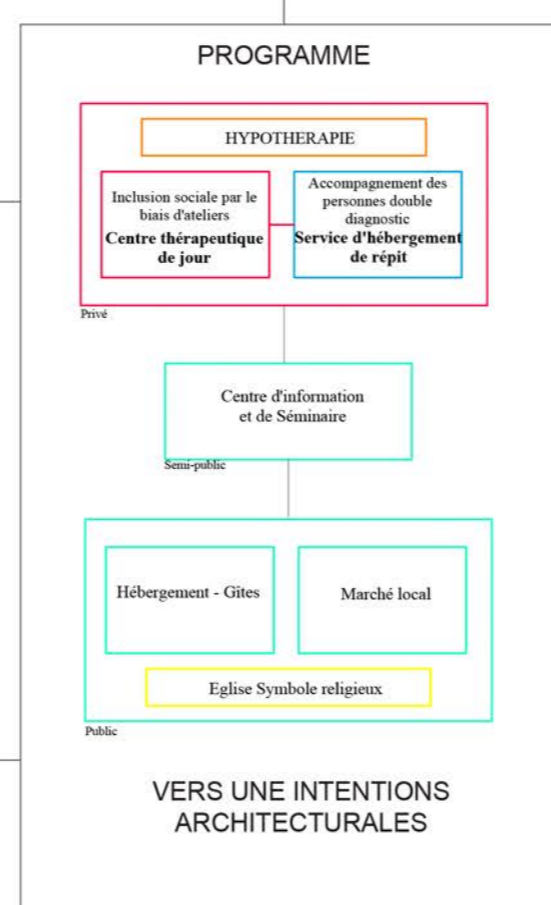 PROGRAMME
HYPOTHERAPIE
Inclusion sociale par le
biais d'ateliers
Centre thérapeutique
de jour
Accompagnement des
personnes double
diagnostic
Service d'hébergement
de répit
Privé
Centre d'information
et de Séminaire
Semi-public
Hébergement - Gîtes
Marché local
Eglise Symbole religieux
Public
VERS UNE INTENTIONS
ARCHITECTURALES